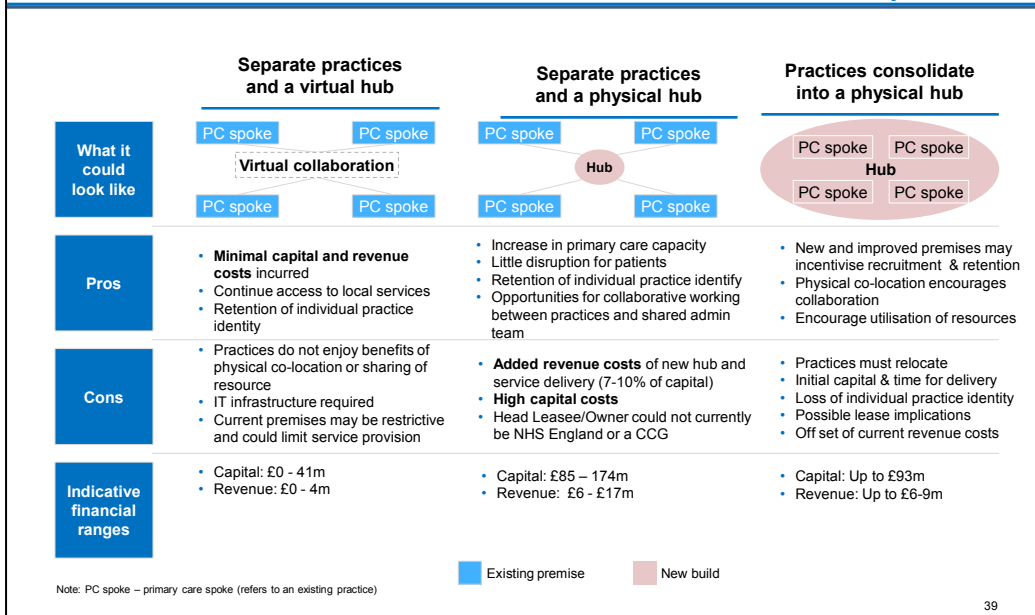 Separate practices
and a virtual hub
Separate practices
and a physical hub
Practices consolidate
into a physical hub
What it
could
look like
PC spoke
PC spoke
Virtual collaboration
PC spoke
PC spoke
PC spoke
PC spoke
Hub
PC spoke
PC spoke
PC spoke
PC spoke
Hub
PC spoke
PC spoke
Pros
• Minimal capital and revenue
costs incurred
• Continue access to local services
• Retention of individual practice
identity
• Increase in primary care capacity
• Little disruption for patients
• Retention of individual practice identify
• Opportunities for collaborative working
between practices and shared admin
team
• New and improved premises may
incentivise recruitment & retention
• Physical co-location encourages
collaboration
• Encourage utilisation of resources
Cons
• Practices do not enjoy benefits of
physical co-location or sharing of
resource
• IT infrastructure required
• Current premises may be restrictive
and could limit service provision
• Added revenue costs of new hub and
service delivery (7-10% of capital)
• High capital costs
• Head Leasee/Owner could not currently
be NHS England or a CCG
• Practices must relocate
• Initial capital & time for delivery
• Loss of individual practice identity
• Possible lease implications
• Off set of current revenue costs
Indicative
financial
ranges
• Capital: £0 - 41m
• Revenue: £0 - 4m
• Capital: £85 – 174m
• Revenue: £6 - £17m
• Capital: Up to £93m
• Revenue: Up to £6-9m
Existing premise
New build
Note: PC spoke – primary care spoke (refers to an existing practice)
39